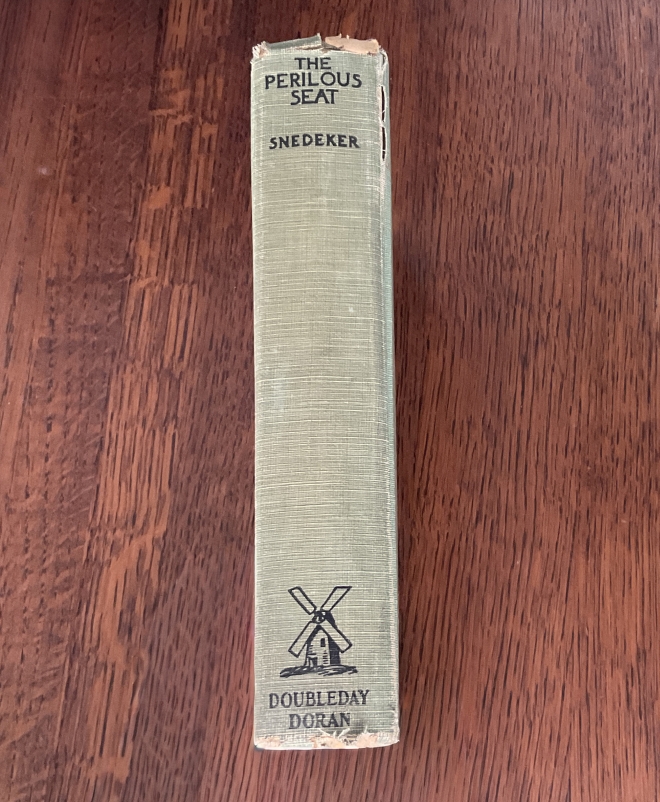 THE
PERILOUS
SEAT
SNEDEKER
DOUBLEDAY
DORAN